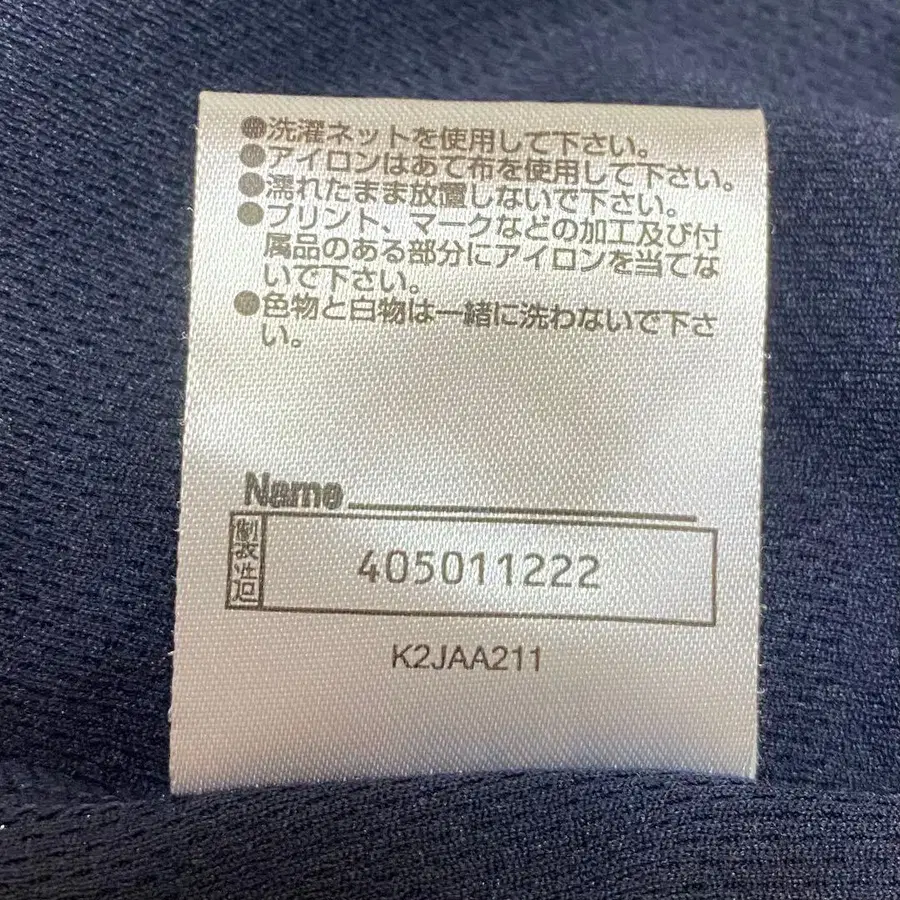 ●洗濯ネットを使用して下さい。
●アイロンはあて布を使用して下さい。
●濡れたまま放置しないで下さい。
●プリント、マークなどの加工及び付
属品のある部分にアイロンを当てな
いで下さい。
●色物と白物は一緒に洗わないで下さ
い。
Name
製造
405011222
K2JAA211